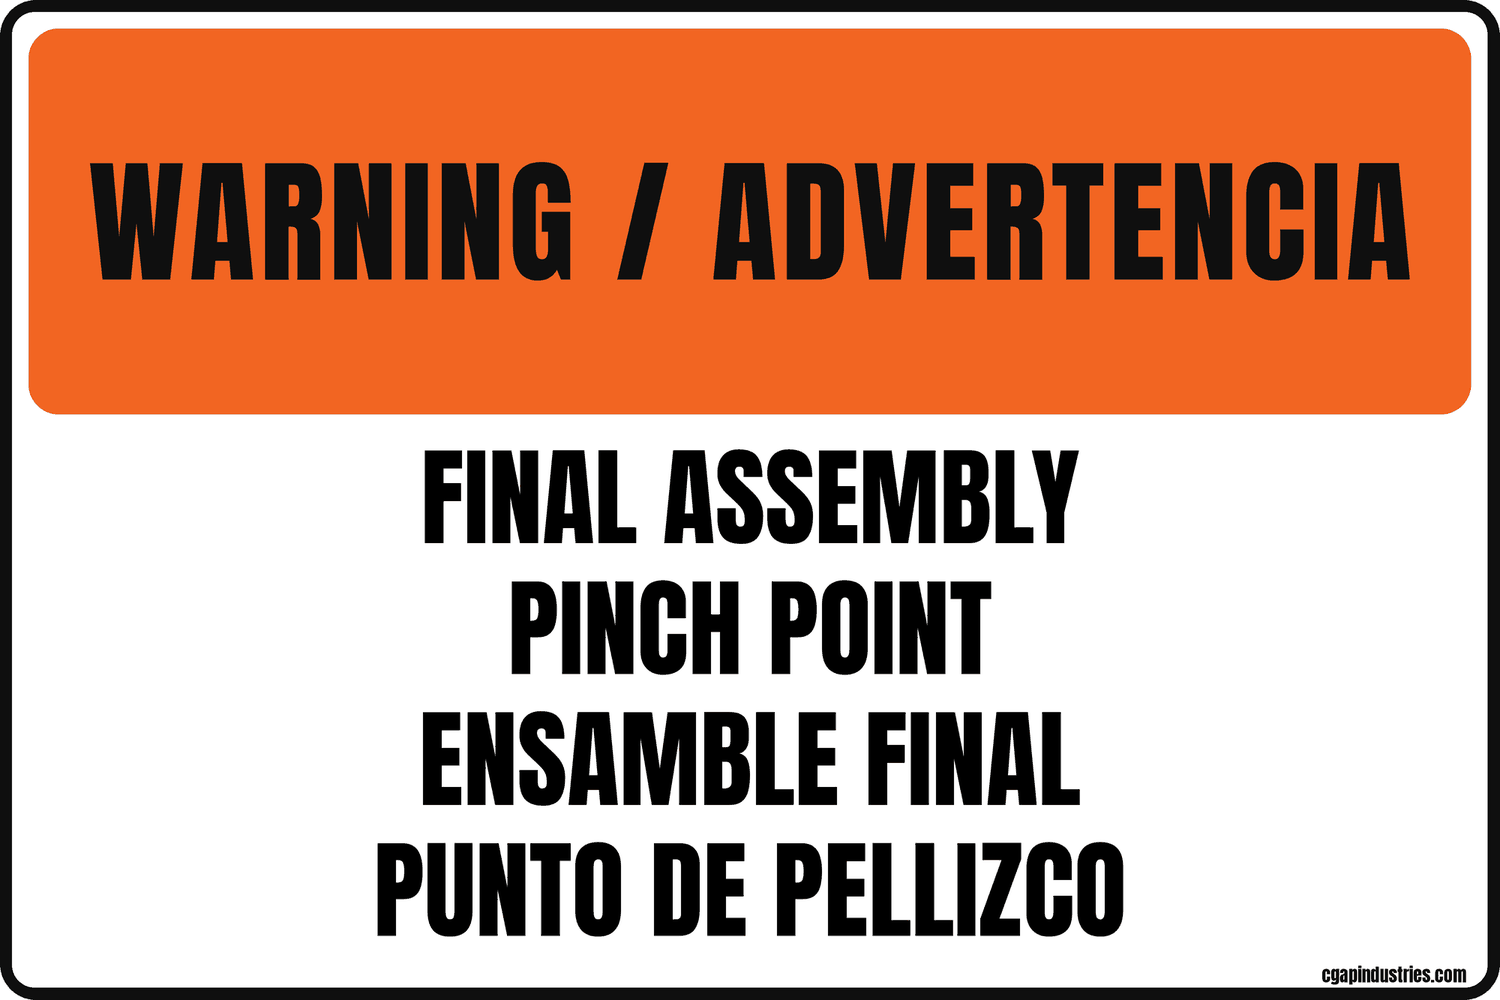 WARNING / ADVERTENCIA
FINAL ASSEMBLY
PINCH POINT
ENSAMBLE FINAL
PUNTO DE PELLIZCO
cgapindustries.com